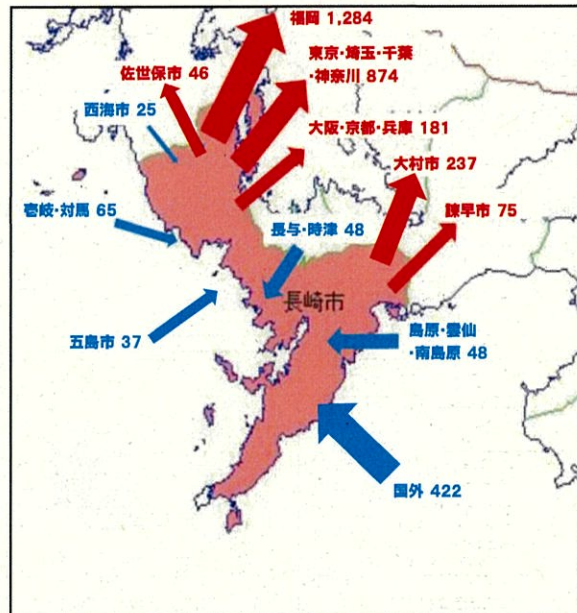 福岡 1,284
東京・埼玉・千葉
・神奈川 874
佐世保市 46
西海市 25
大阪・京都・兵庫 181
大村市 237
壱岐・対馬 65
長与・時津 48
諫早市 75
長崎市
五島市 37
島原・雲仙
・南島原 48
国外 422